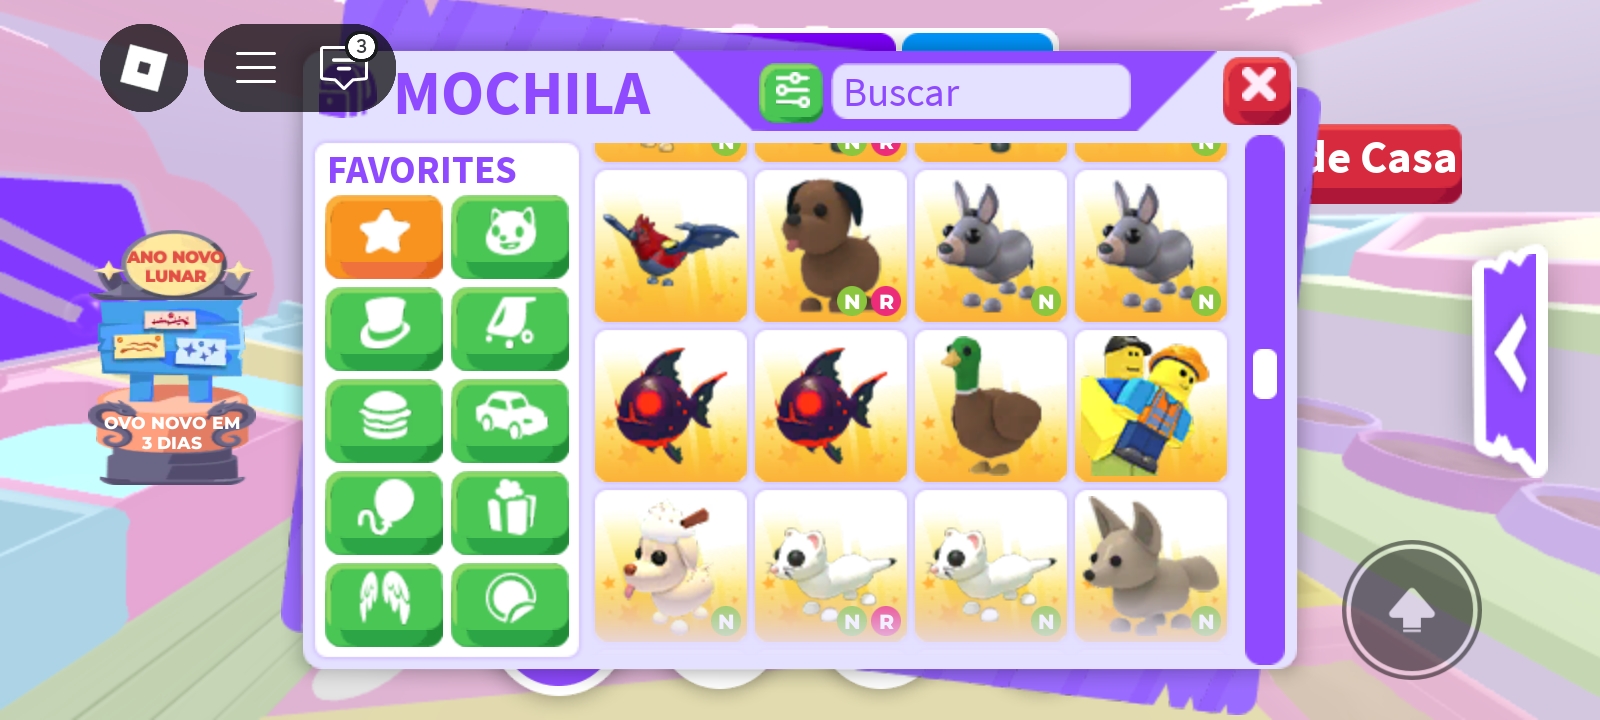 3
MOCHILA
Buscar
de Casa
FAVORITES
N
N R
N
N R
N
N
ANO NOVO
LUNAR
OVO NOVO EM
3 DIAS
N
N R
N
N